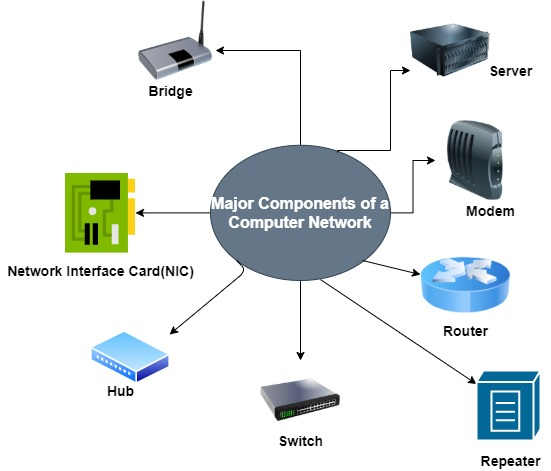 Bridge
Server
Modem
Major Components of a
Computer Network
Network Interface Card(NIC)
Router
Hub
Switch
Repeater